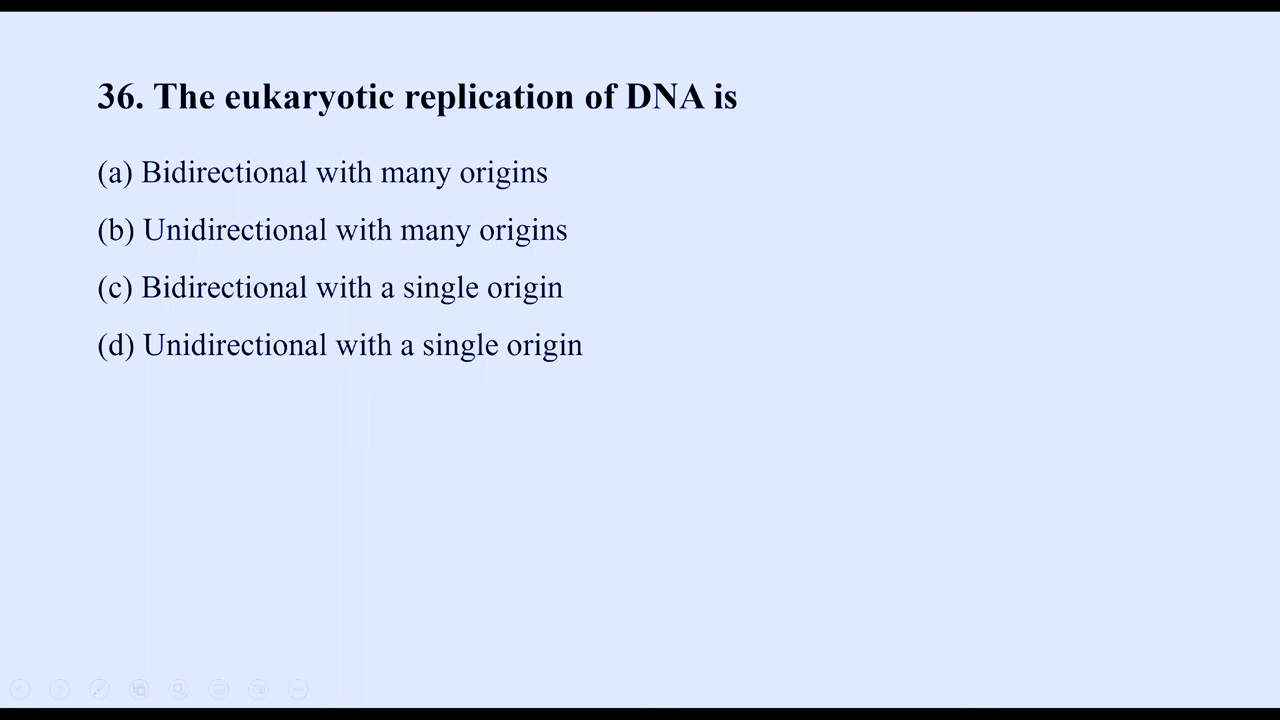 36. The eukaryotic replication of DNA is
(a) Bidirectional with many origins
(b) Unidirectional with many origins
(c) Bidirectional with a single origin
(d) Unidirectional with a single origin